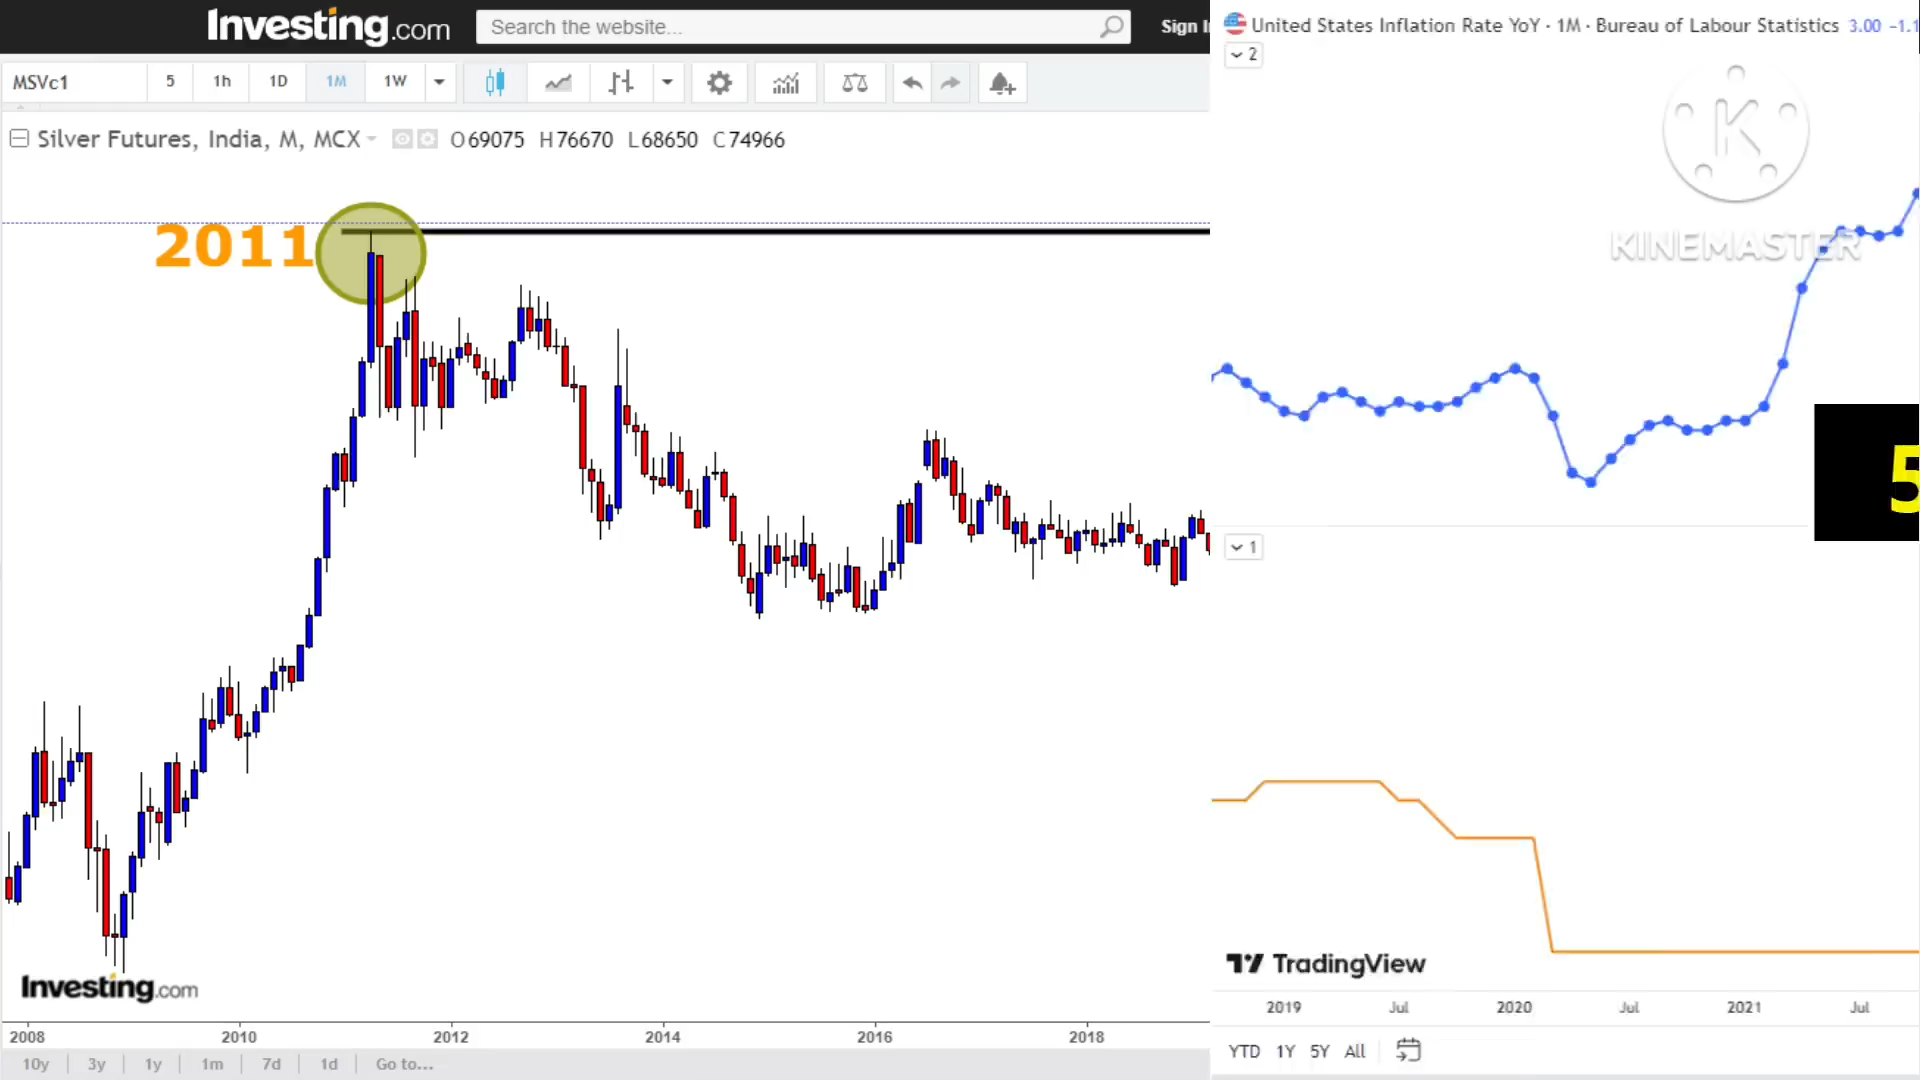 Investing.com
Search the website...
Sign I
MSVc1
5
1h
1D
1M
1W
Silver Futures, India, M, MCX
O69075 H76670 L68650 C74966
2011
Investing.com
2008
2010
2012
2014
2016
2018
10y
3y
1y
1m
7d
1d
Go to...
United States Inflation Rate YoY · 1M · Bureau of Labour Statistics 3.00 −1.1
2
K
KINEMASTER
5
1
TradingView
2019
Jul
2020
Jul
2021
Jul
YTD
1Y
5Y
All